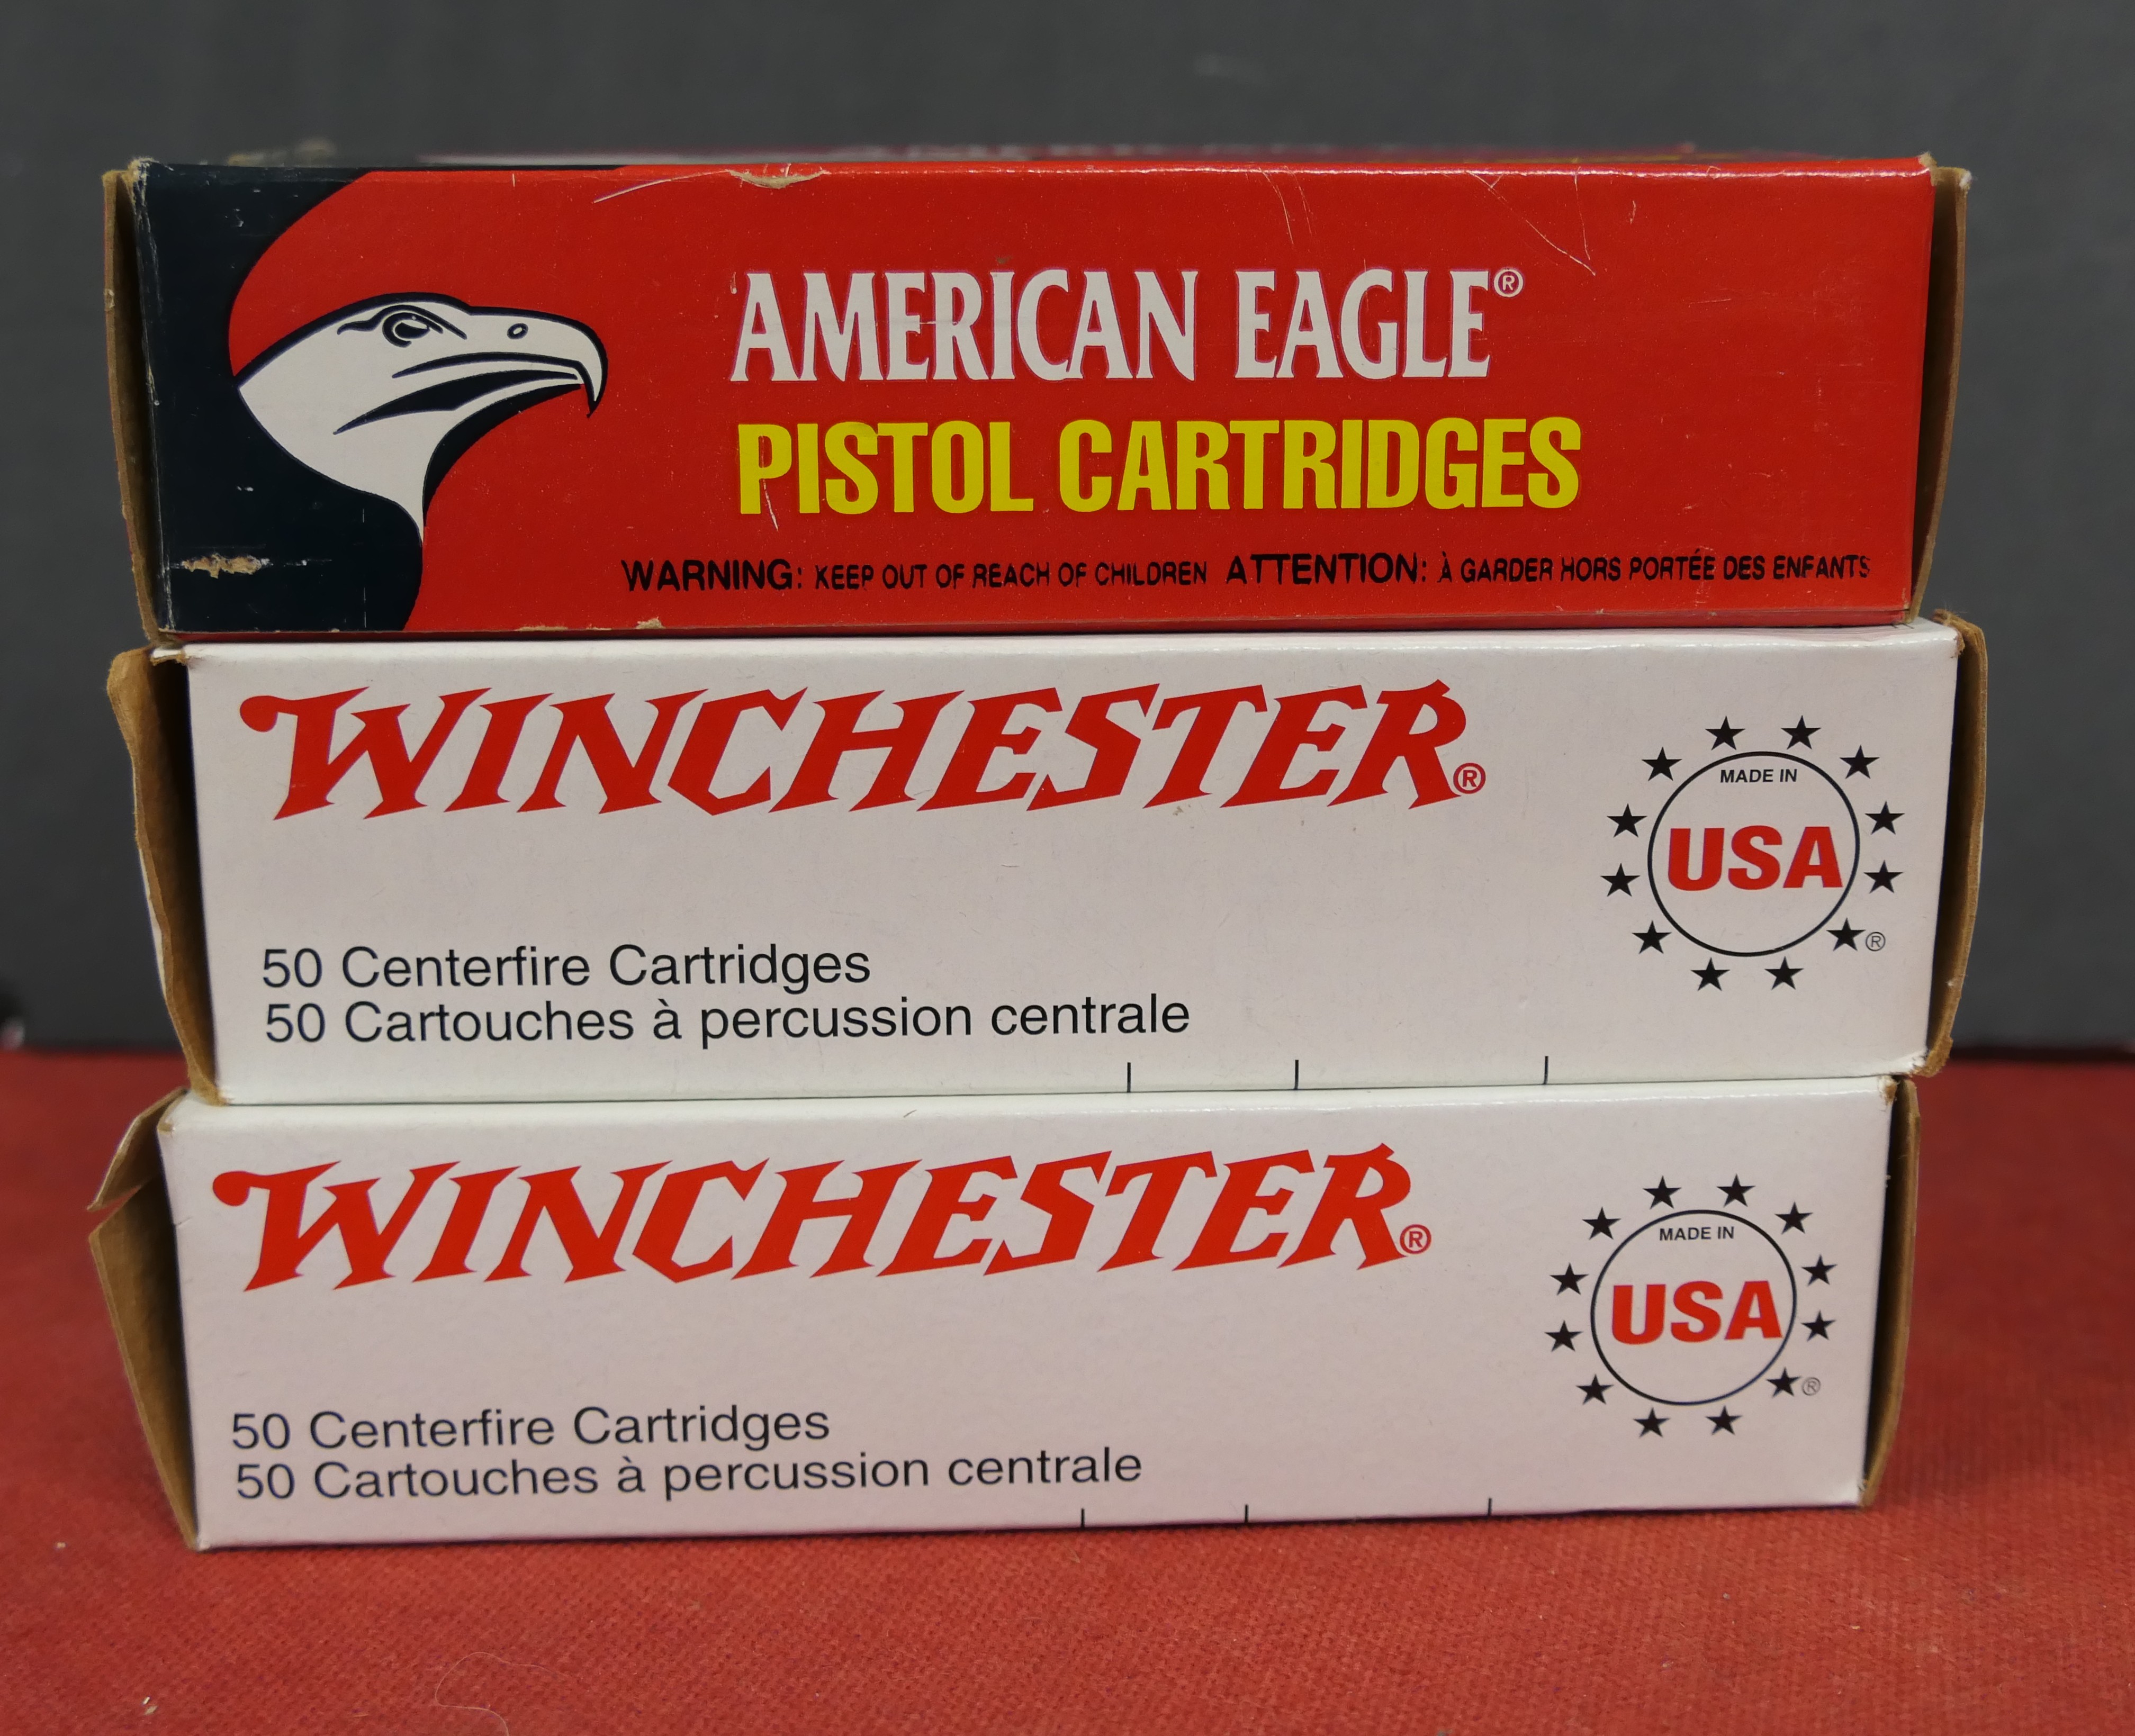 AMERICAN EAGLE®
PISTOL CARTRIDGES
WARNING: KEEP OUT OF REACH OF CHILDREN ATTENTION: À GARDER HORS PORTÉE DES ENFANTS
WINCHESTER®
MADE IN
USA
®
50 Centerfire Cartridges
50 Cartouches à percussion centrale
WINCHESTER®
MADE IN
USA
®
50 Centerfire Cartridges
50 Cartouches à percussion centrale